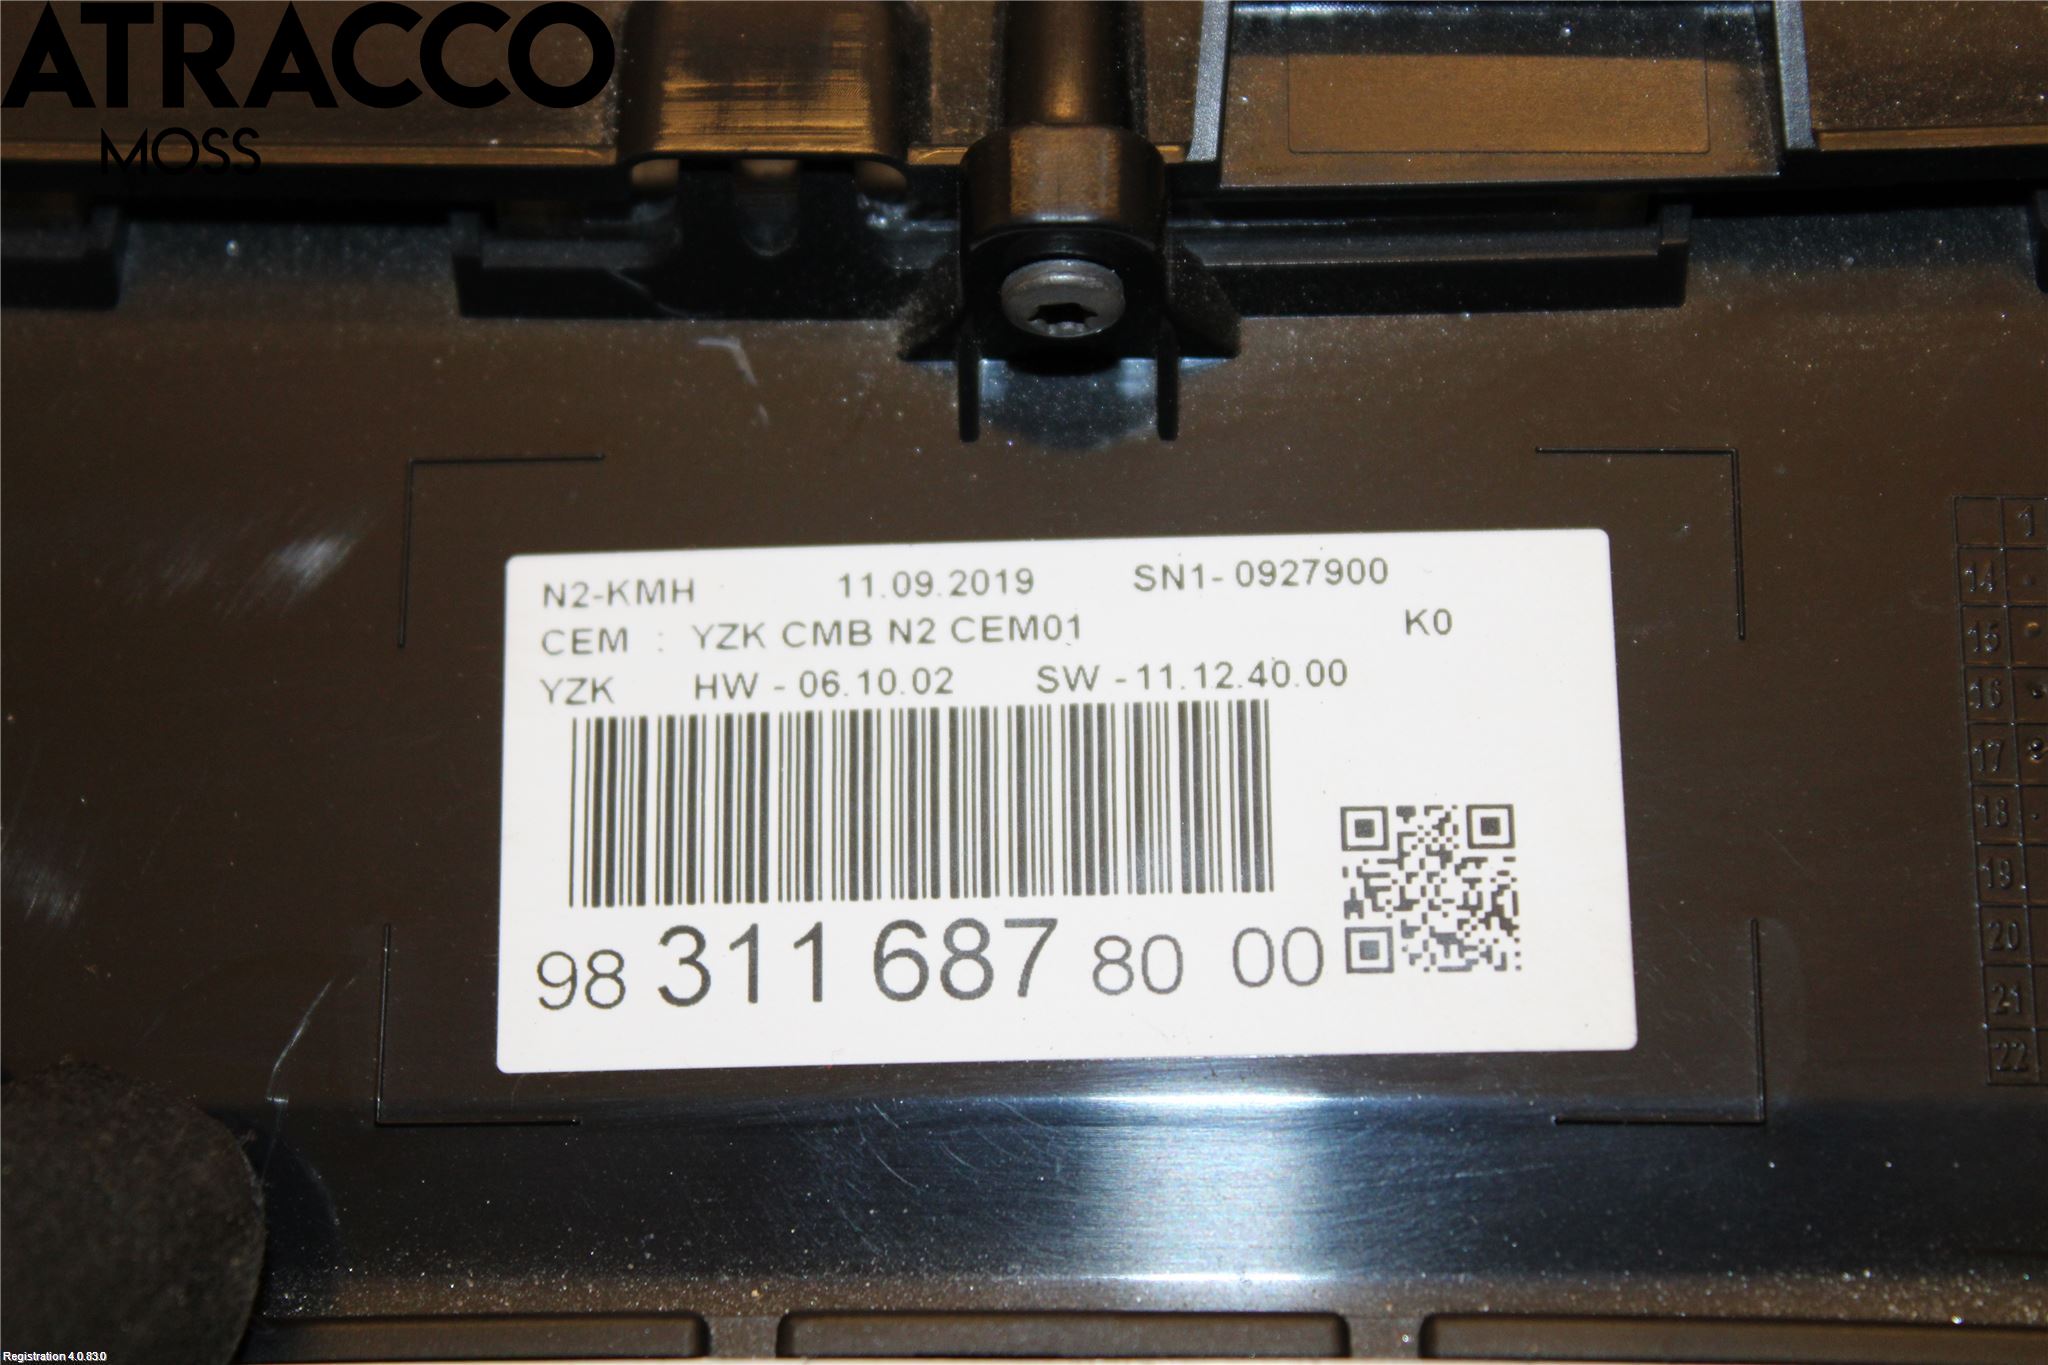 ATRACCO
MOSS
N2-KMH 11.09.2019 SN1- 0927900
CEM : YZK CMB N2 CEM01 K0
YZK HW - 06.10.02 SW - 11.12.40.00
98 311 687 80 00
1
14
15
16
17
18
19
20
21
22
Registration 4.0.83.0